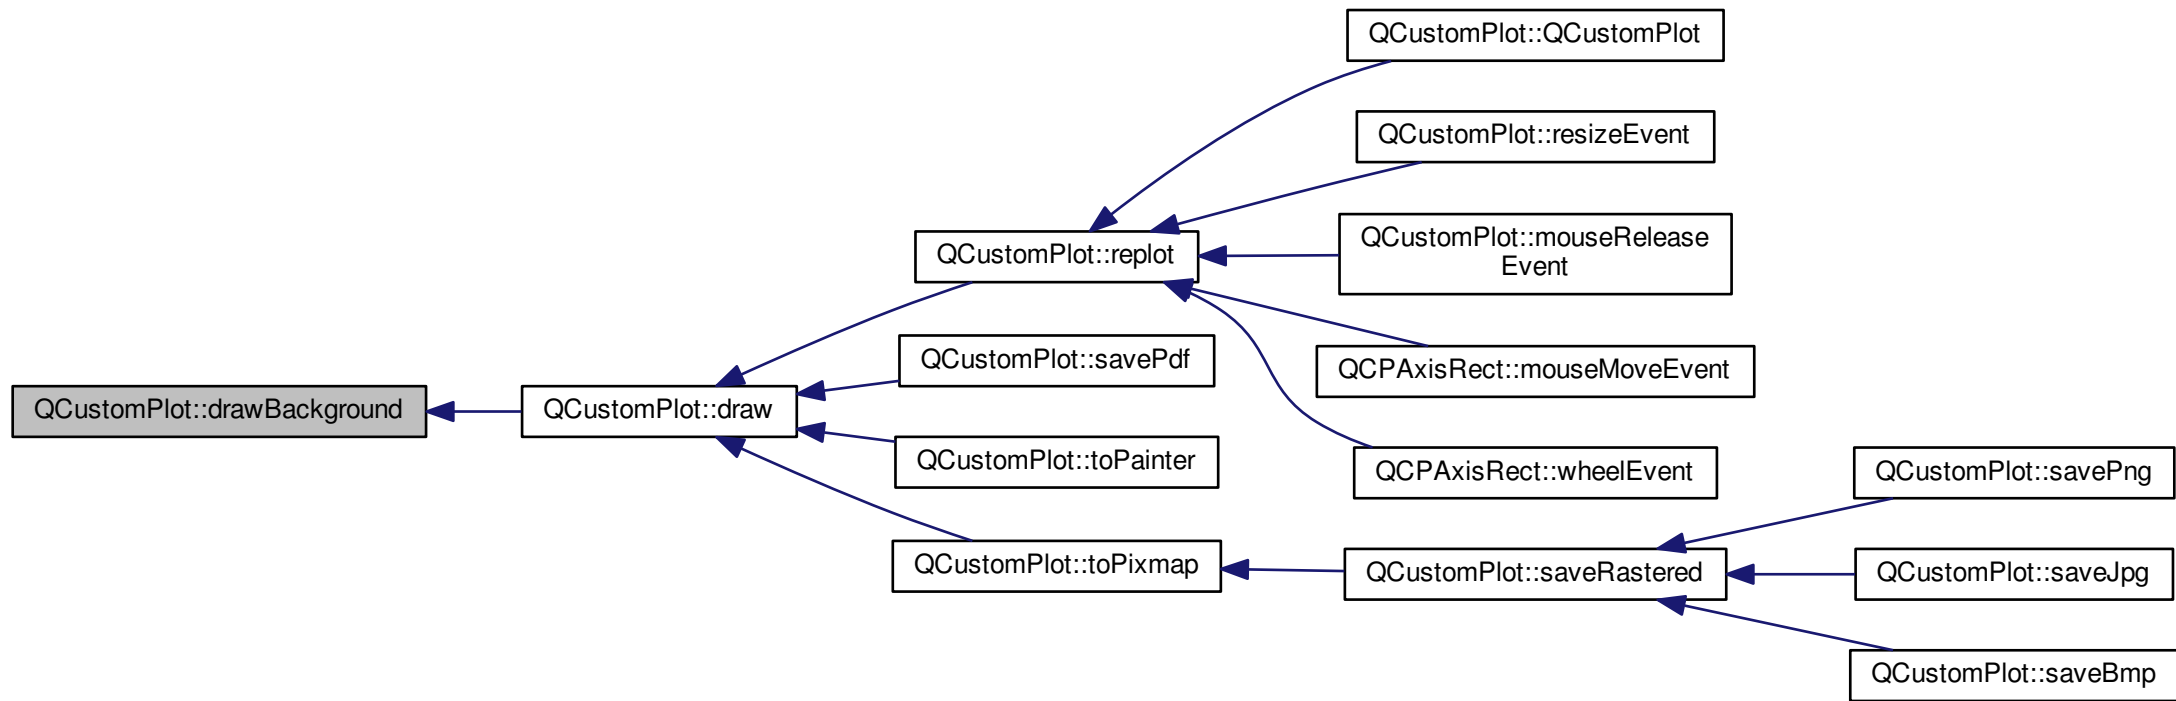 QCustomPlot::QCustomPlot
QCustomPlot::resizeEvent
QCustomPlot::mouseRelease
Event
QCustomPlot::replot
QCustomPlot::savePdf
QCPAxisRect::mouseMoveEvent
QCustomPlot::drawBackground
QCustomPlot::draw
QCustomPlot::toPainter
QCPAxisRect::wheelEvent
QCustomPlot::savePng
QCustomPlot::toPixmap
QCustomPlot::saveRastered
QCustomPlot::saveJpg
QCustomPlot::saveBmp